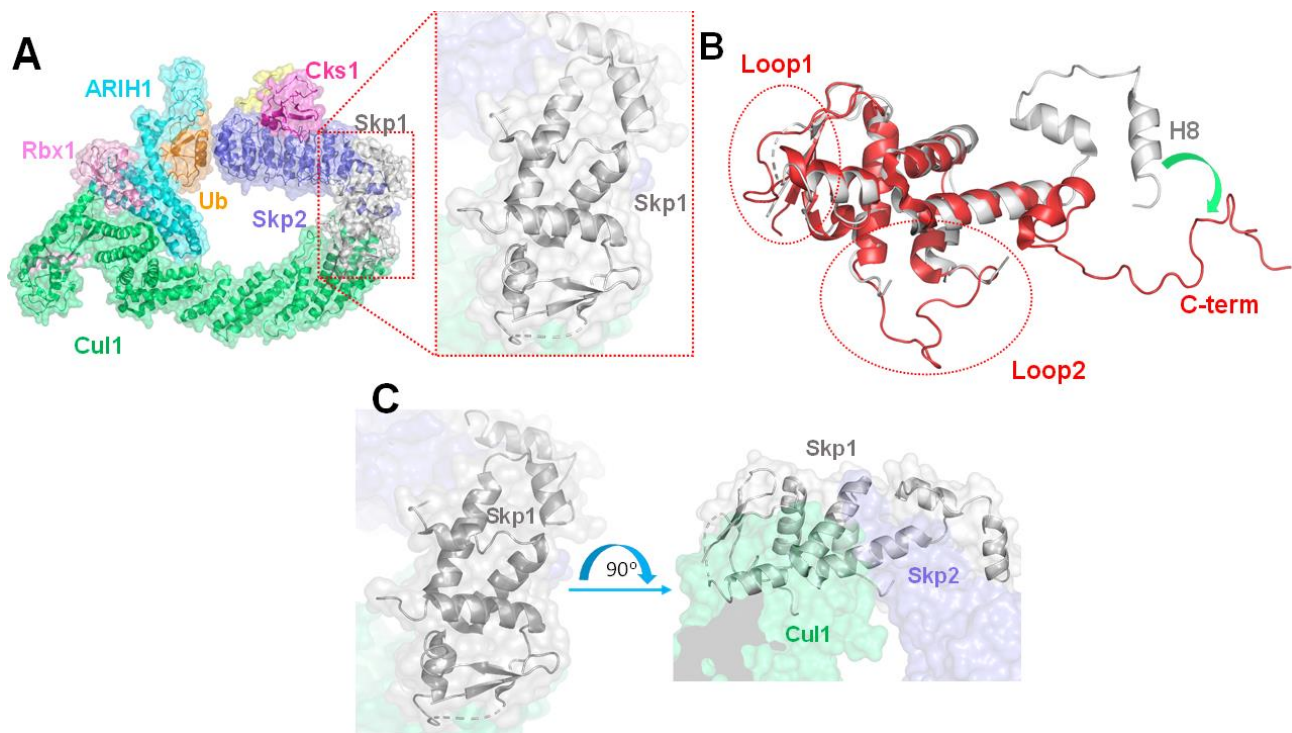 A
ARIH1
Cks1
Skp1
Rbx1
Ub
Skp2
Cul1
Skp1
B
Loop1
H8
C-term
Loop2
C
Skp1
90°
Skp1
Skp2
Cul1